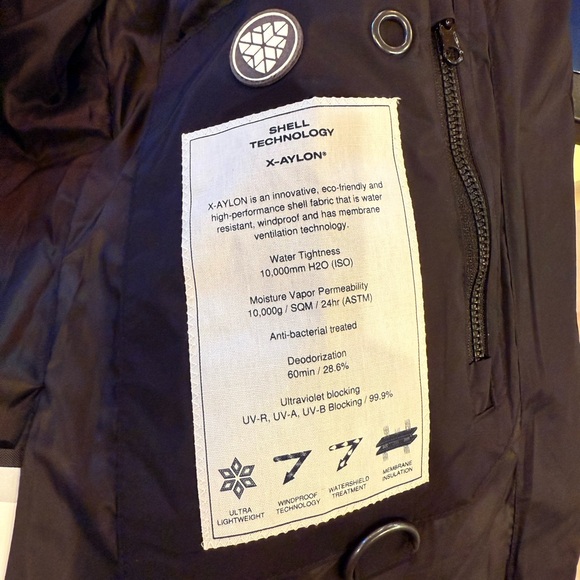 SHELL
TECHNOLOGY
X-AYLON®
X-AYLON is an innovative, eco-friendly and
high-performance shell fabric that is water
resistant, windproof and has membrane
ventilation technology.
Water Tightness
10,000mm H2O (ISO)
Moisture Vapor Permeability
10,000g / SQM / 24hr (ASTM)
Anti-bacterial treated
Deodorization
60min / 28.6%
Ultraviolet blocking
UV-R, UV-A, UV-B Blocking / 99.9%
ULTRA
LIGHTWEIGHT
WINDPROOF
TECHNOLOGY
WATERSHIELD
TREATMENT
MEMBRANE
INSULATION